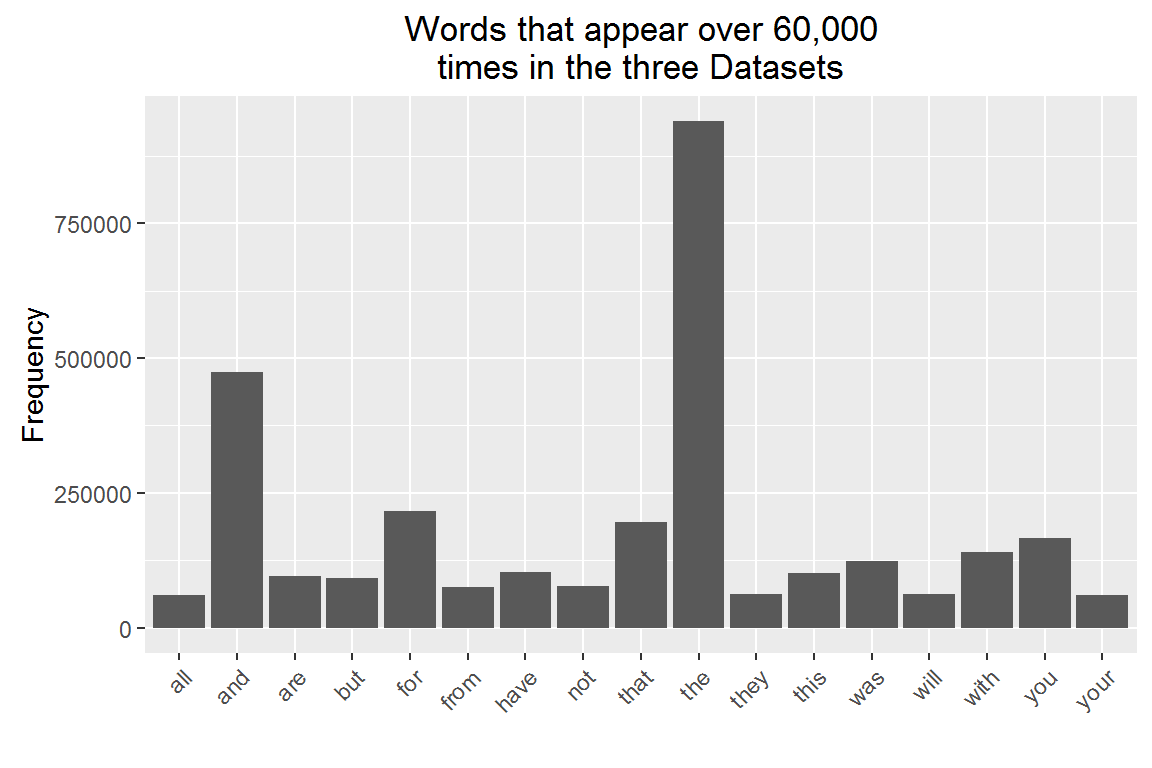 Words that appear over 60,000
times in the three Datasets
Frequency
750000
500000
250000
0
all
and
are
but
for
from
have
not
that
the
they
this
was
will
with
you
your